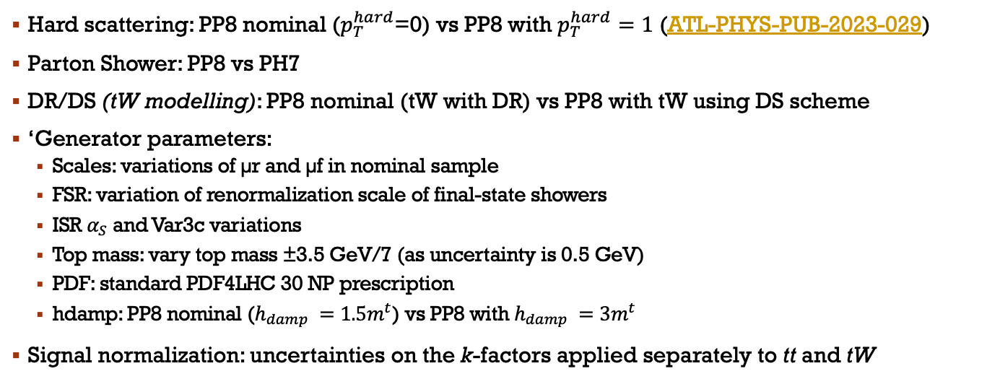 ▪ Hard scattering: PP8 nominal ($p_T^{hard}$=0) vs PP8 with $p_T^{hard} = 1$ (ATL-PHYS-PUB-2023-029)
▪ Parton Shower: PP8 vs PH7
▪ DR/DS (tW modelling): PP8 nominal (tW with DR) vs PP8 with tW using DS scheme
▪ ‘Generator parameters:
▪ Scales: variations of µr and µf in nominal sample
▪ FSR: variation of renormalization scale of final-state showers
▪ ISR $\alpha_S$ and Var3c variations
▪ Top mass: vary top mass ±3.5 GeV/7 (as uncertainty is 0.5 GeV)
▪ PDF: standard PDF4LHC 30 NP prescription
▪ hdamp: PP8 nominal ($h_{damp} = 1.5m^t$) vs PP8 with $h_{damp} = 3m^t$
▪ Signal normalization: uncertainties on the k-factors applied separately to tt and tW